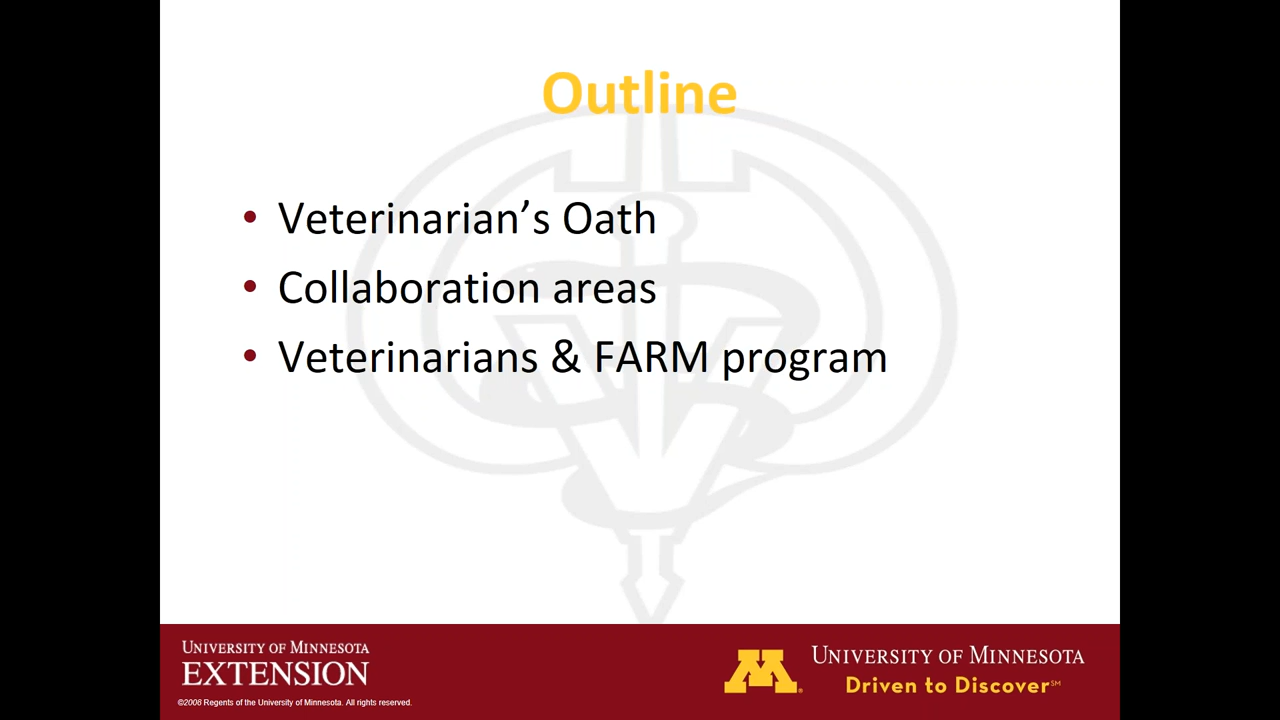 Outline
• Veterinarian’s Oath
• Collaboration areas
• Veterinarians & FARM program
UNIVERSITY OF MINNESOTA
EXTENSION
©2006 Regents of the University of Minnesota. All rights reserved.
M
UNIVERSITY OF MINNESOTA
Driven to Discover℠